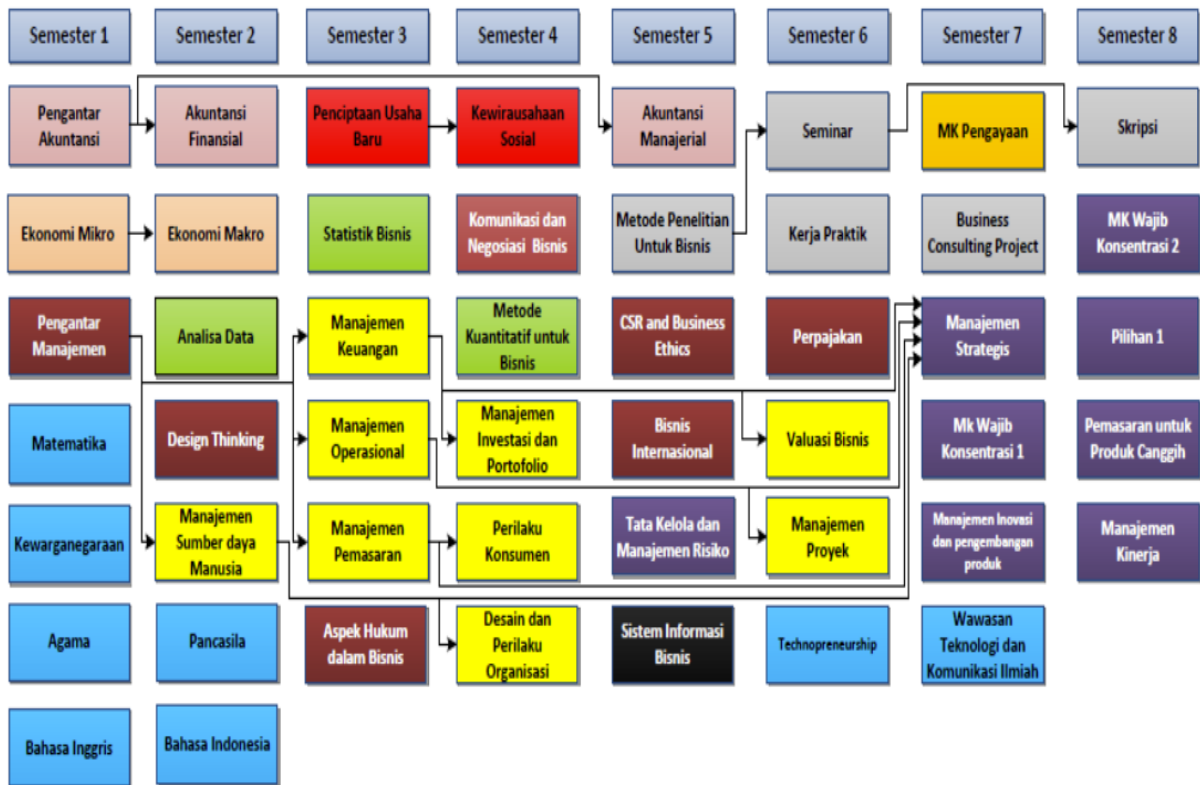 Semester 1
Semester 2
Semester 3
Semester 4
Semester 5
Semester 6
Semester 7
Semester 8
Pengantar
Akuntansi
Akuntansi
Finansial
Penciptaan Usaha
Baru
Kewirausahaan
Sosial
Akuntansi
Manajerial
Seminar
MK Pengayaan
Skripsi
Ekonomi Mikro
Ekonomi Makro
Statistik Bisnis
Komunikasi dan
Negosiasi Bisnis
Metode Penelitian
Untuk Bisnis
Kerja Praktik
Business
Consulting Project
MK Wajib
Konsentrasi 2
Pengantar
Manajemen
Analisa Data
Manajemen
Keuangan
Metode
Kuantitatif untuk
Bisnis
CSR and Business
Ethics
Perpajakan
Manajemen
Strategis
Pilihan 1
Matematika
Design Thinking
Manajemen
Operasional
Manajemen
Investasi dan
Portofolio
Bisnis
Internasional
Valuasi Bisnis
Mk Wajib
Konsentrasi 1
Pemasaran untuk
Produk Canggih
Kewarganegaraan
Manajemen
Sumber daya
Manusia
Manajemen
Pemasaran
Perilaku
Konsumen
Tata Kelola dan
Manajemen Risiko
Manajemen
Proyek
Manajemen Inovasi
dan pengembangan
produk
Manajemen
Kinerja
Agama
Pancasila
Aspek Hukum
dalam Bisnis
Desain dan
Perilaku
Organisasi
Sistem Informasi
Bisnis
Technopreneurship
Wawasan
Teknologi dan
Komunikasi Ilmiah
Bahasa Inggris
Bahasa Indonesia